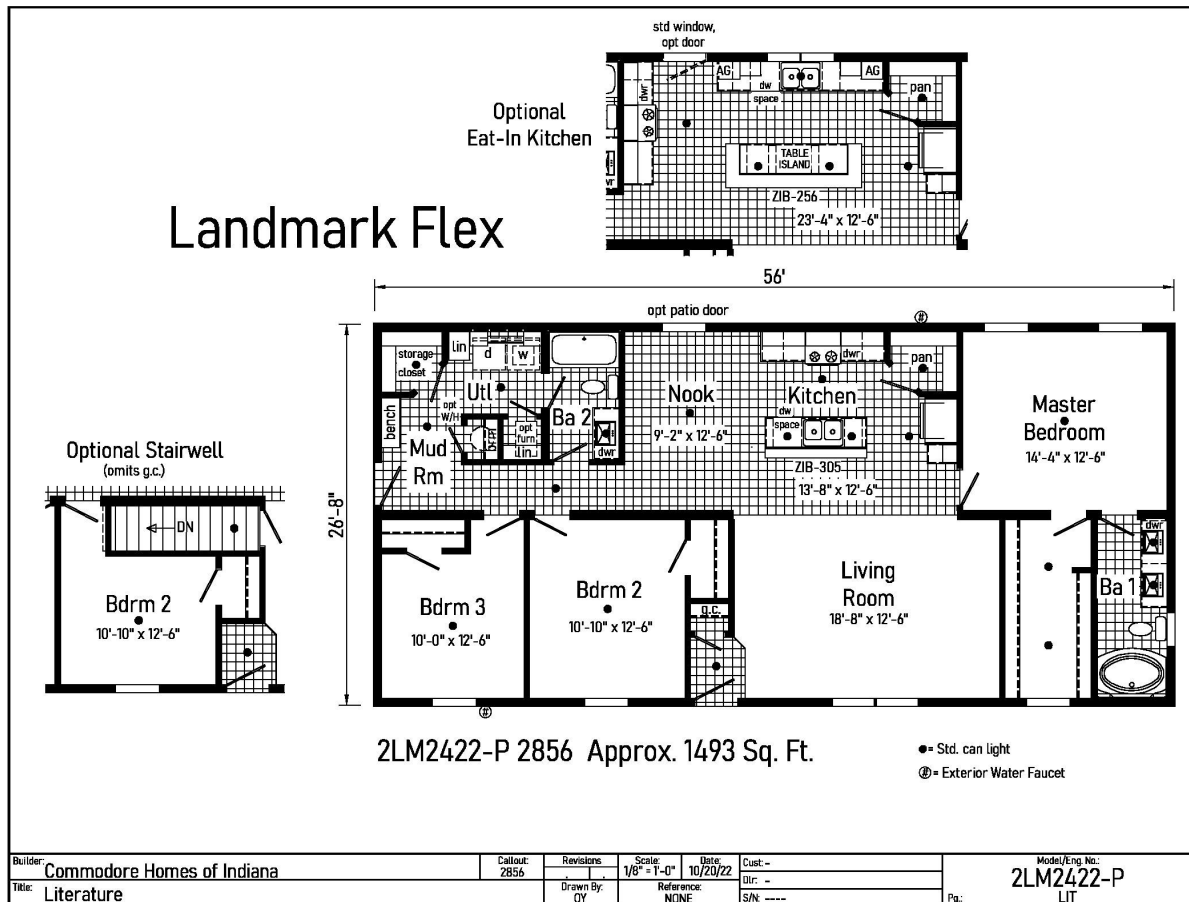 std window,
opt door
AG
AG
dwr
dw
space
pan
Optional
Eat-In Kitchen
TABLE
ISLAND
dwr
ZIB-256
23'-4" x 12'-6"
Landmark Flex
56'
opt patio door
#
storage
closet
lin
d
w
dwr
pan
Utl
Nook
Kitchen
Master
Bedroom
14'-4" x 12'-6"
bench
opt
W/H
opt
furn
lin
Ba 2
dwr
9'-2" x 12'-6"
dw
space
Mud
Rm
ZIB-305
13'-8" x 12'-6"
Optional Stairwell
(omits g.c.)
26'-8"
DN
Bdrm 2
10'-10" x 12'-6"
Bdrm 3
10'-0" x 12'-6"
Bdrm 2
10'-10" x 12'-6"
g.c.
Living
Room
18'-8" x 12'-6"
dwr
Ba 1
#
2LM2422-P 2856 Approx. 1493 Sq. Ft.
= Std. can light
# = Exterior Water Faucet
Builder: Commodore Homes of Indiana
Callout:
2856
Revisions
Scale:
1/8" = 1'-0"
Date:
10/20/22
Cust: -
Dlr: -
S/N: ----
Model/Eng. No.:
2LM2422-P
Title: Literature
Drawn By:
OY
Reference:
NONE
Pg.: LIT